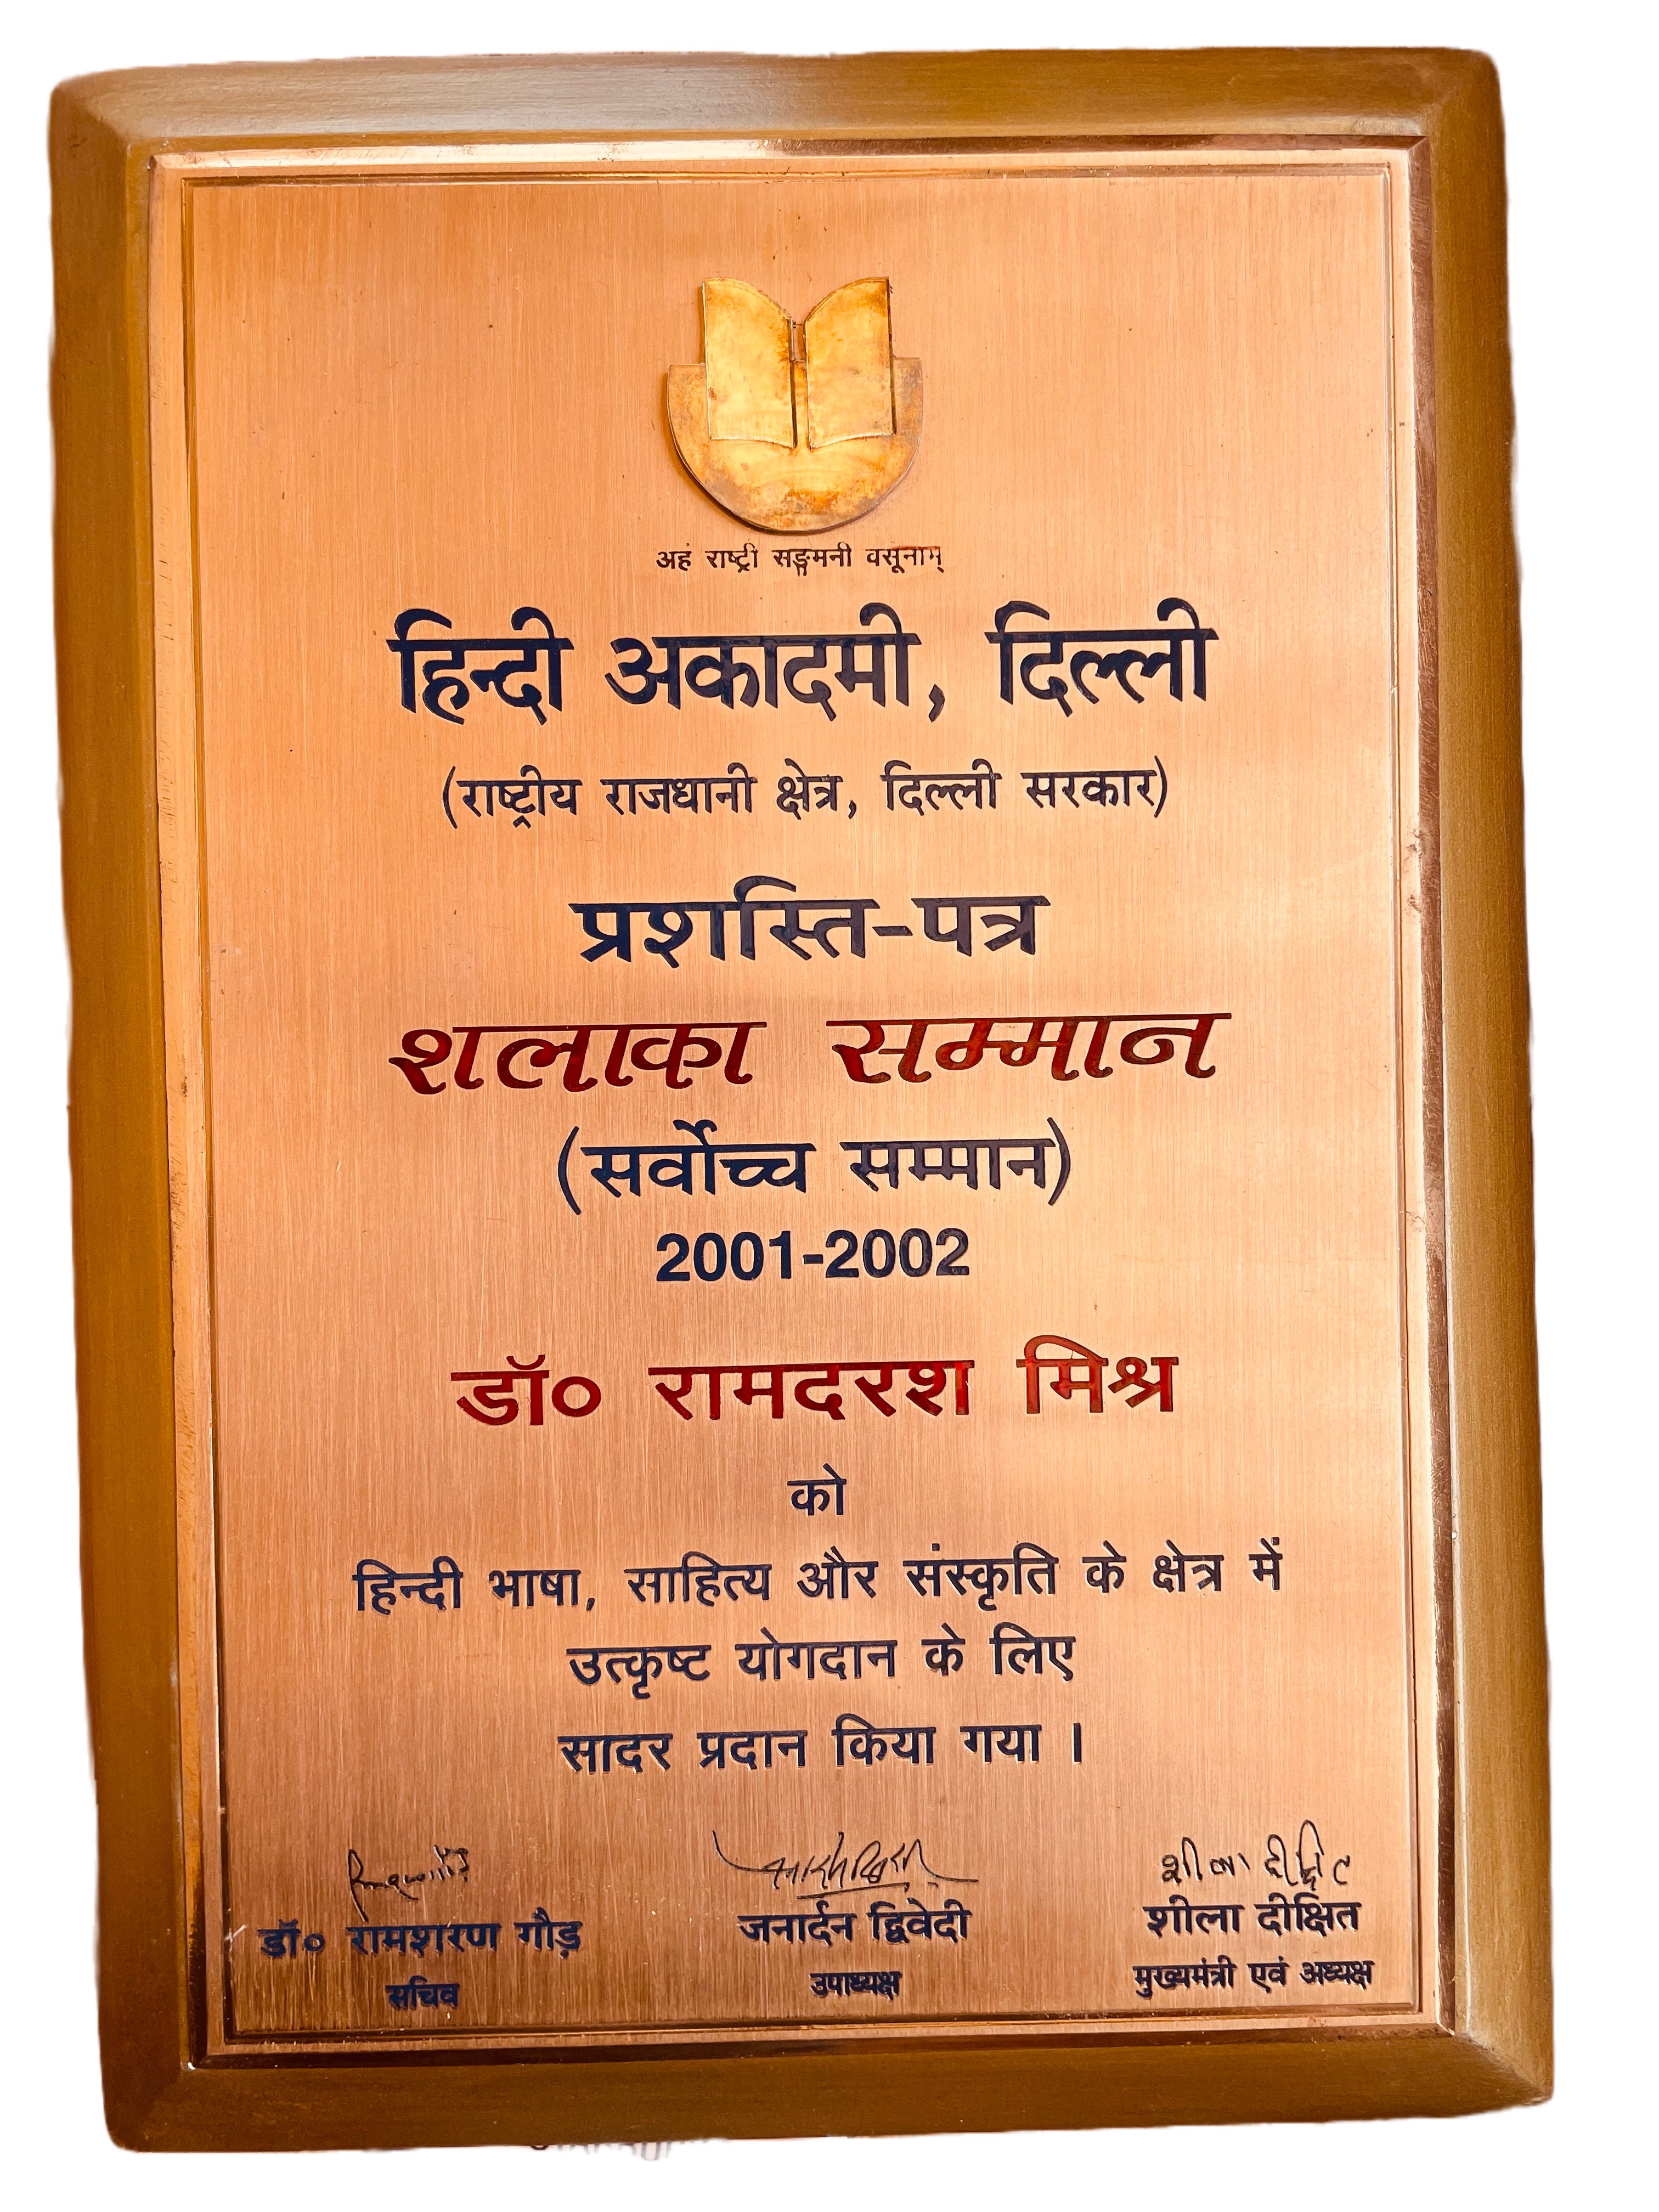 अहं राष्ट्री सङ्गमनी वसूनाम्
हिन्दी अकादमी, दिल्ली
(राष्ट्रीय राजधानी क्षेत्र, दिल्ली सरकार)
प्रशस्ति-पत्र
शलाका सम्मान
(सर्वोच्च सम्मान)
2001-2002
डॉ० रामदरश मिश्र
को
हिन्दी भाषा, साहित्य और संस्कृति के क्षेत्र में
उत्कृष्ट योगदान के लिए
सादर प्रदान किया गया ।
शीला दीक्षित
डॉ० रामशरण गौड़ जनार्दन द्विवेदी शीला दीक्षित
सचिव उपाध्यक्ष मुख्यमंत्री एवं अध्यक्ष